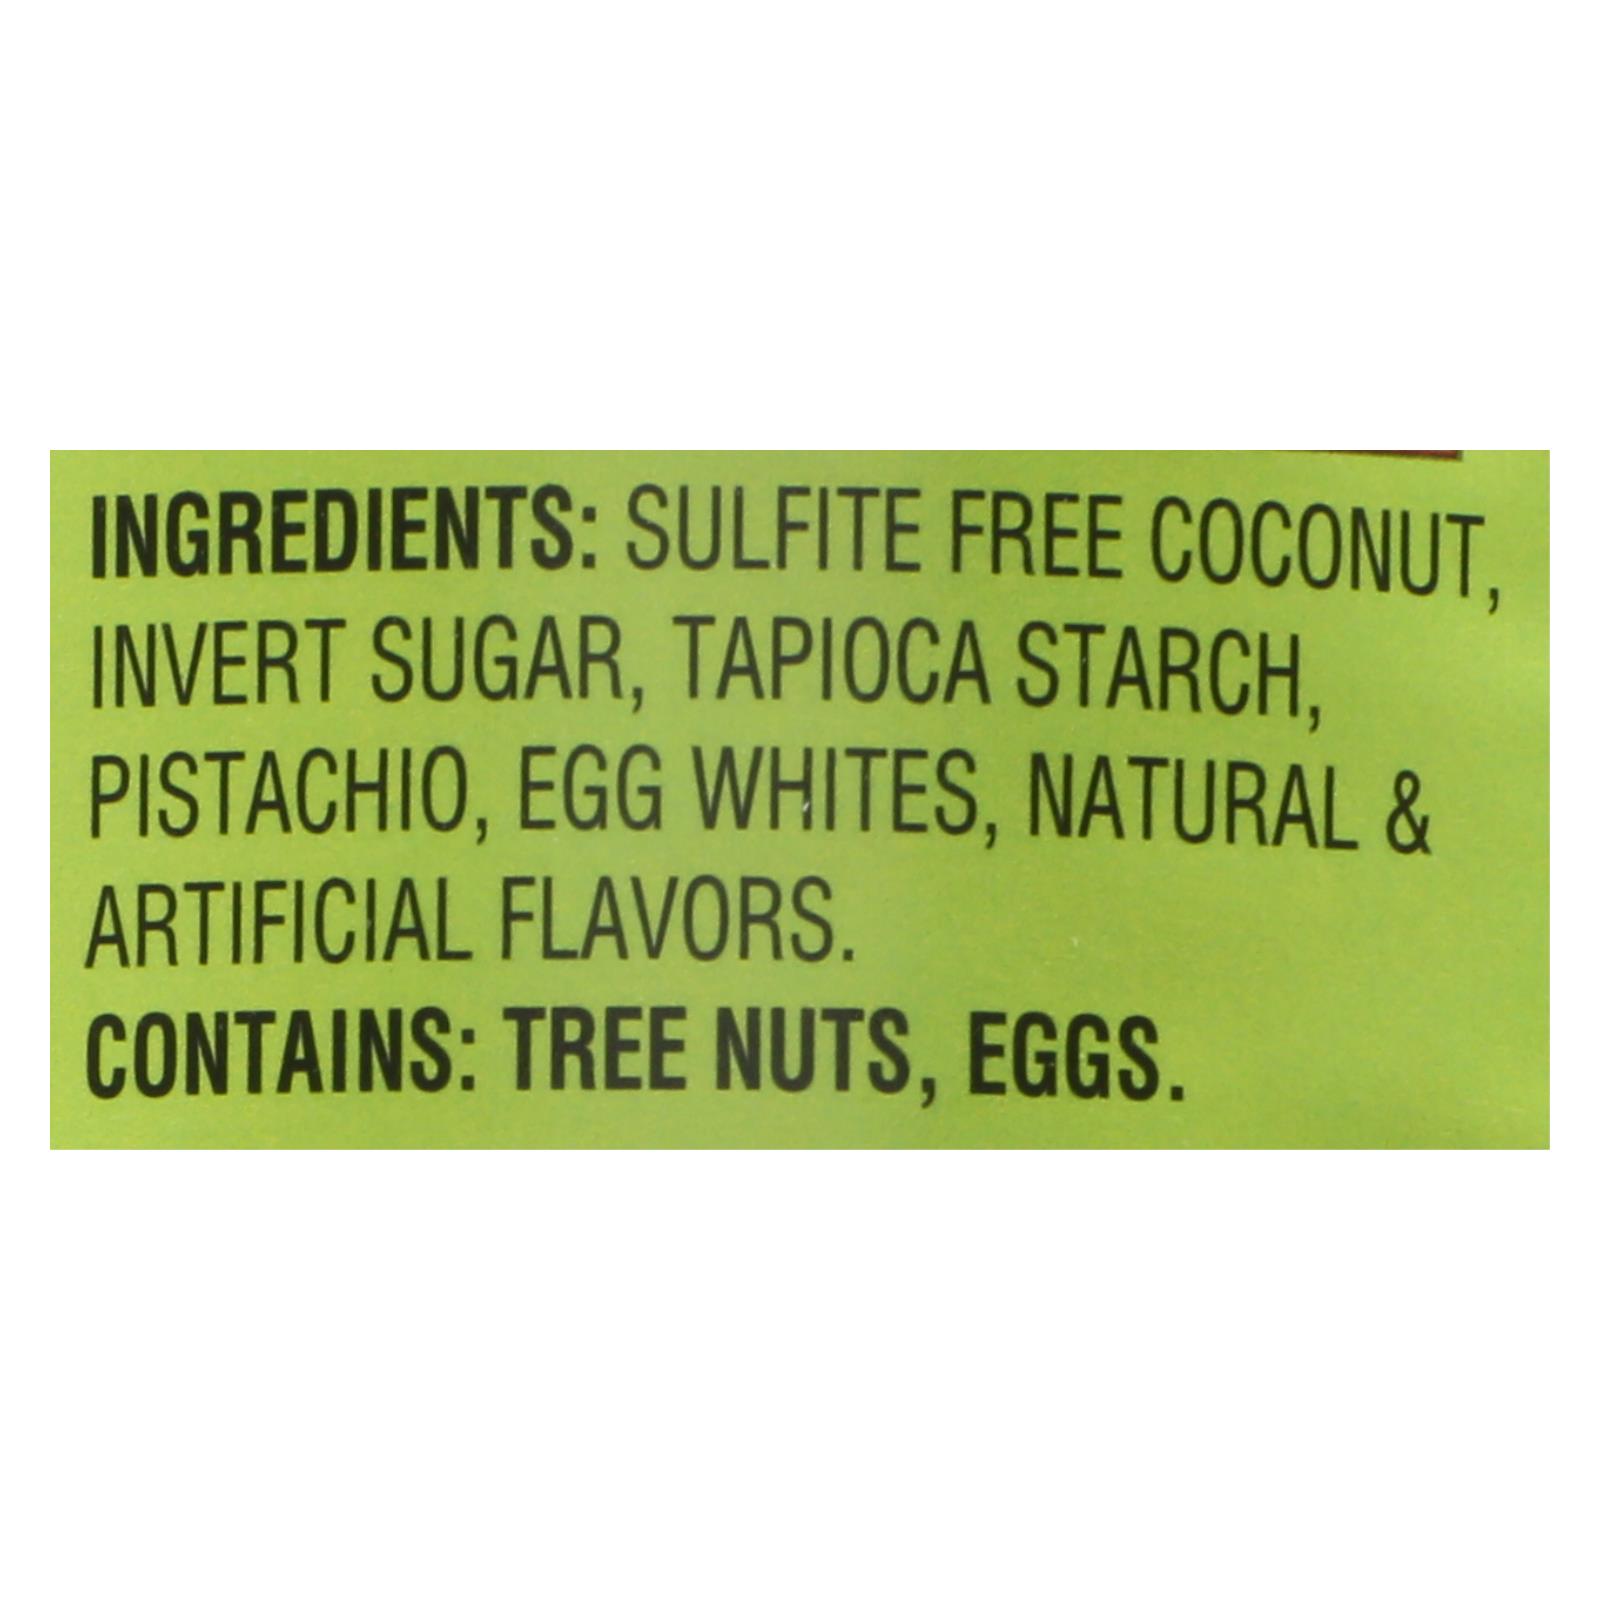 INGREDIENTS: SULFITE FREE COCONUT,
INVERT SUGAR, TAPIOCA STARCH,
PISTACHIO, EGG WHITES, NATURAL &
ARTIFICIAL FLAVORS.
CONTAINS: TREE NUTS, EGGS.